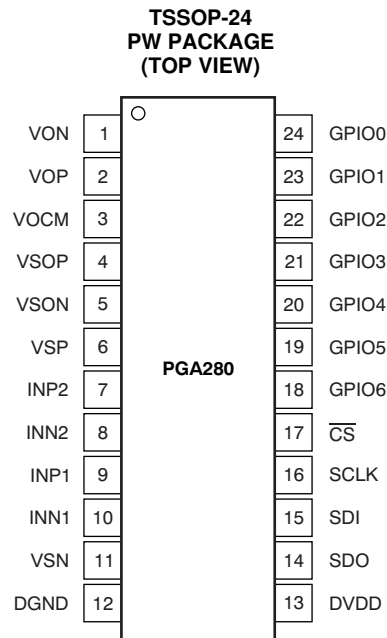 TSSOP-24
PW PACKAGE
(TOP VIEW)
VON 1 24 GPIO0
VOP 2 23 GPIO1
VOCM 3 22 GPIO2
VSOP 4 21 GPIO3
VSON 5 20 GPIO4
VSP 6 19 GPIO5
PGA280
INP2 7 18 GPIO6
INN2 8 17 C̅S̅
INP1 9 16 SCLK
INN1 10 15 SDI
VSN 11 14 SDO
DGND 12 13 DVDD